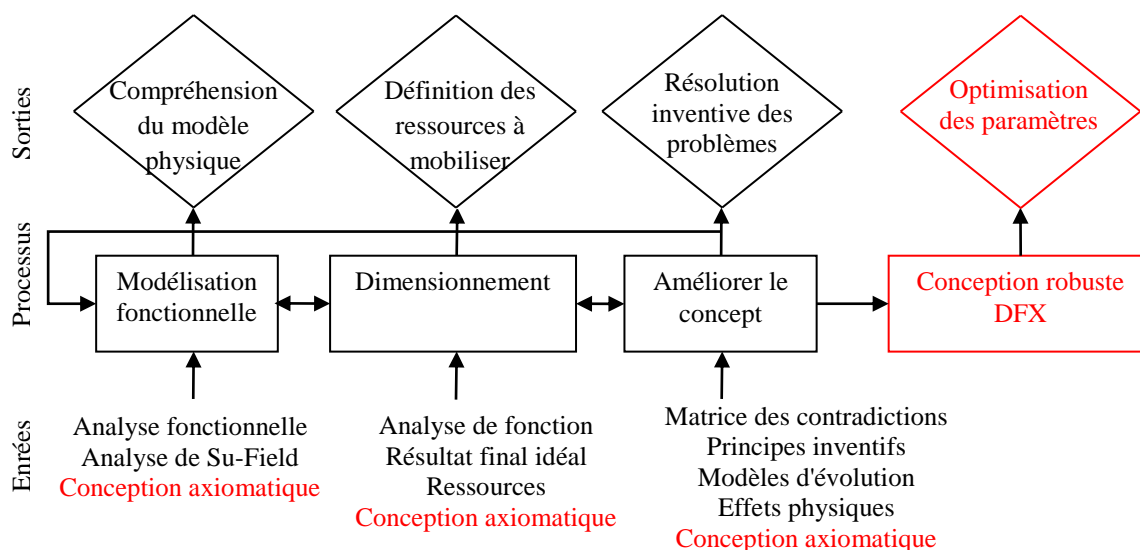 Sorties
Compréhension
du modèle
physique
Définition des
ressources à
mobiliser
Résolution
inventive des
problèmes
Optimisation
des paramètres
Processus
Modélisation
fonctionnelle
Dimensionnement
Améliorer le
concept
Conception robuste
DFX
Enrées
Analyse fonctionnelle
Analyse de Su-Field
Conception axiomatique
Analyse de fonction
Résultat final idéal
Ressources
Conception axiomatique
Matrice des contradictions
Principes inventifs
Modèles d'évolution
Effets physiques
Conception axiomatique